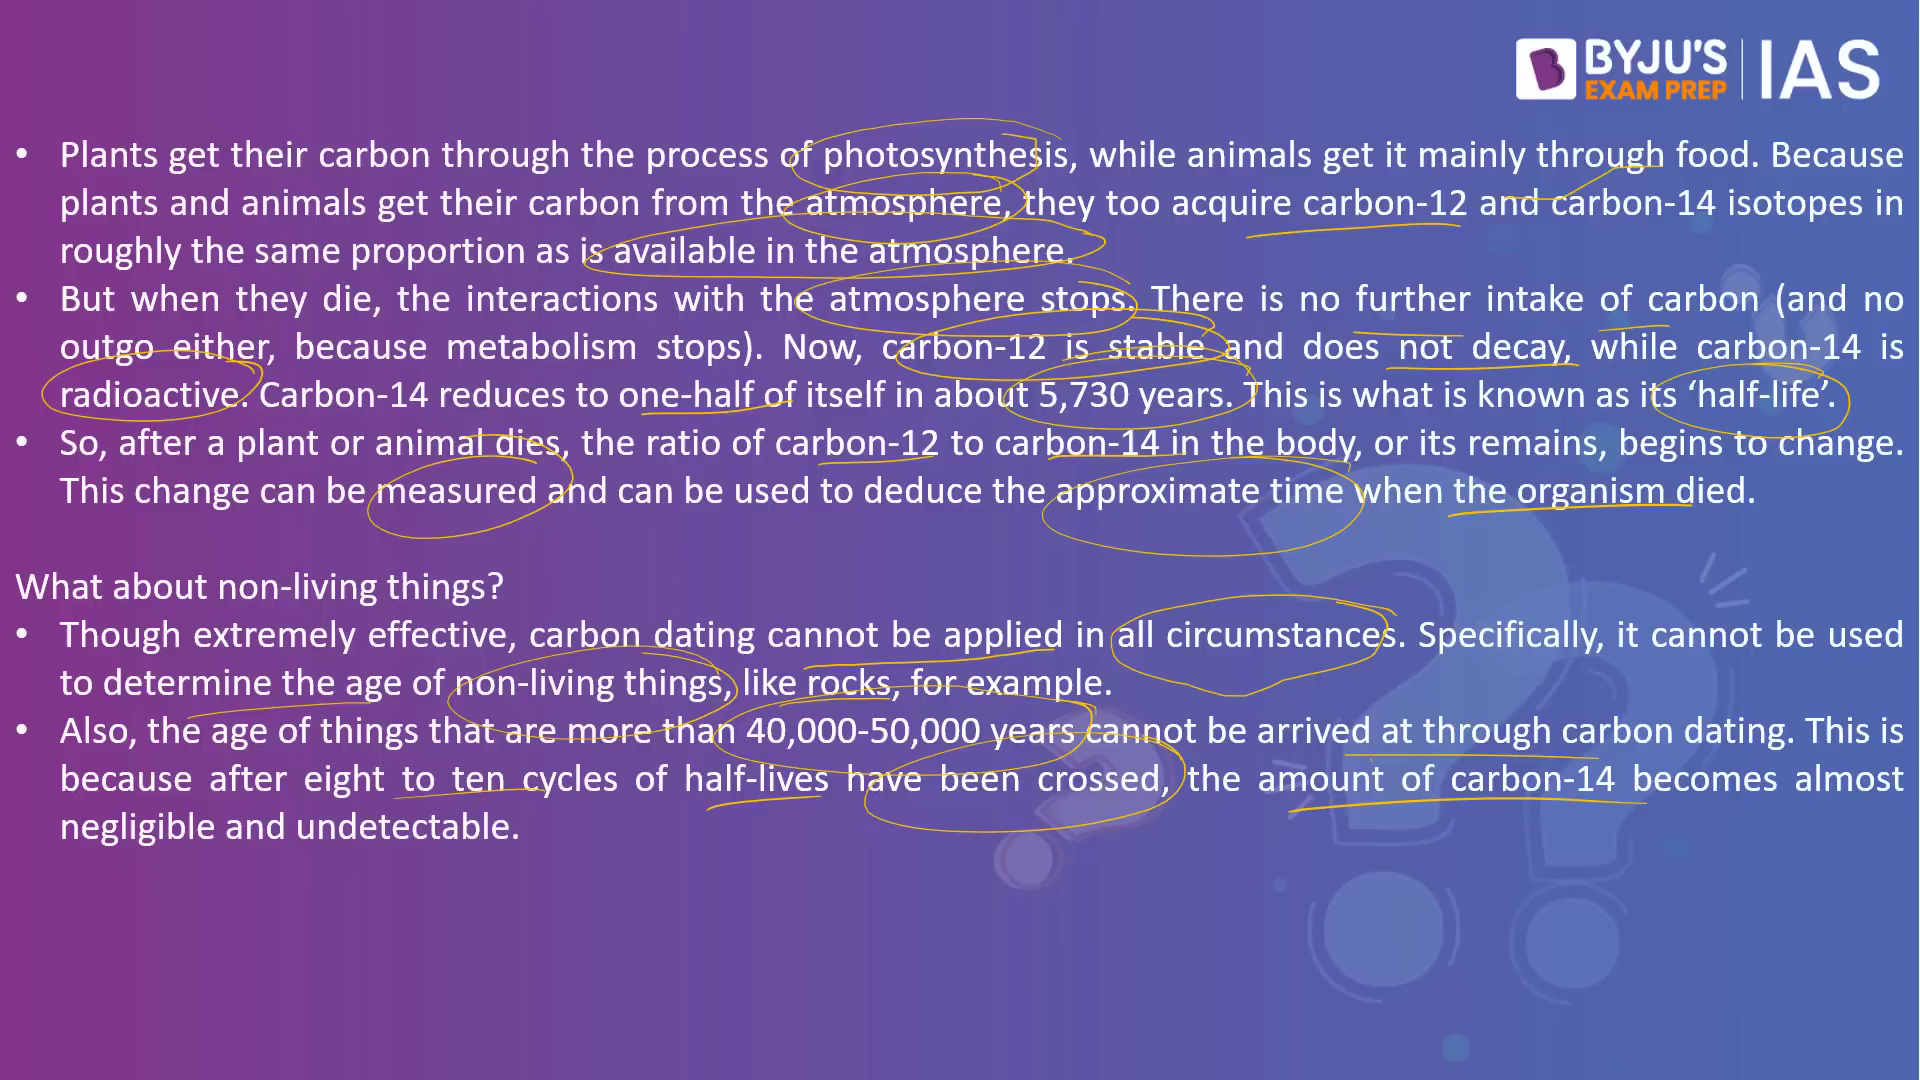 BYJU'S
EXAM PREP
IAS
• Plants get their carbon through the process of photosynthesis, while animals get it mainly through food. Because
plants and animals get their carbon from the atmosphere, they too acquire carbon-12 and carbon-14 isotopes in
roughly the same proportion as is available in the atmosphere.
• But when they die, the interactions with the atmosphere stops. There is no further intake of carbon (and no
outgo either, because metabolism stops). Now, carbon-12 is stable and does not decay, while carbon-14 is
radioactive. Carbon-14 reduces to one-half of itself in about 5,730 years. This is what is known as its ‘half-life’.
• So, after a plant or animal dies, the ratio of carbon-12 to carbon-14 in the body, or its remains, begins to change.
This change can be measured and can be used to deduce the approximate time when the organism died.
What about non-living things?
• Though extremely effective, carbon dating cannot be applied in all circumstances. Specifically, it cannot be used
to determine the age of non-living things, like rocks, for example.
• Also, the age of things that are more than 40,000-50,000 years cannot be arrived at through carbon dating. This is
because after eight to ten cycles of half-lives have been crossed, the amount of carbon-14 becomes almost
negligible and undetectable.